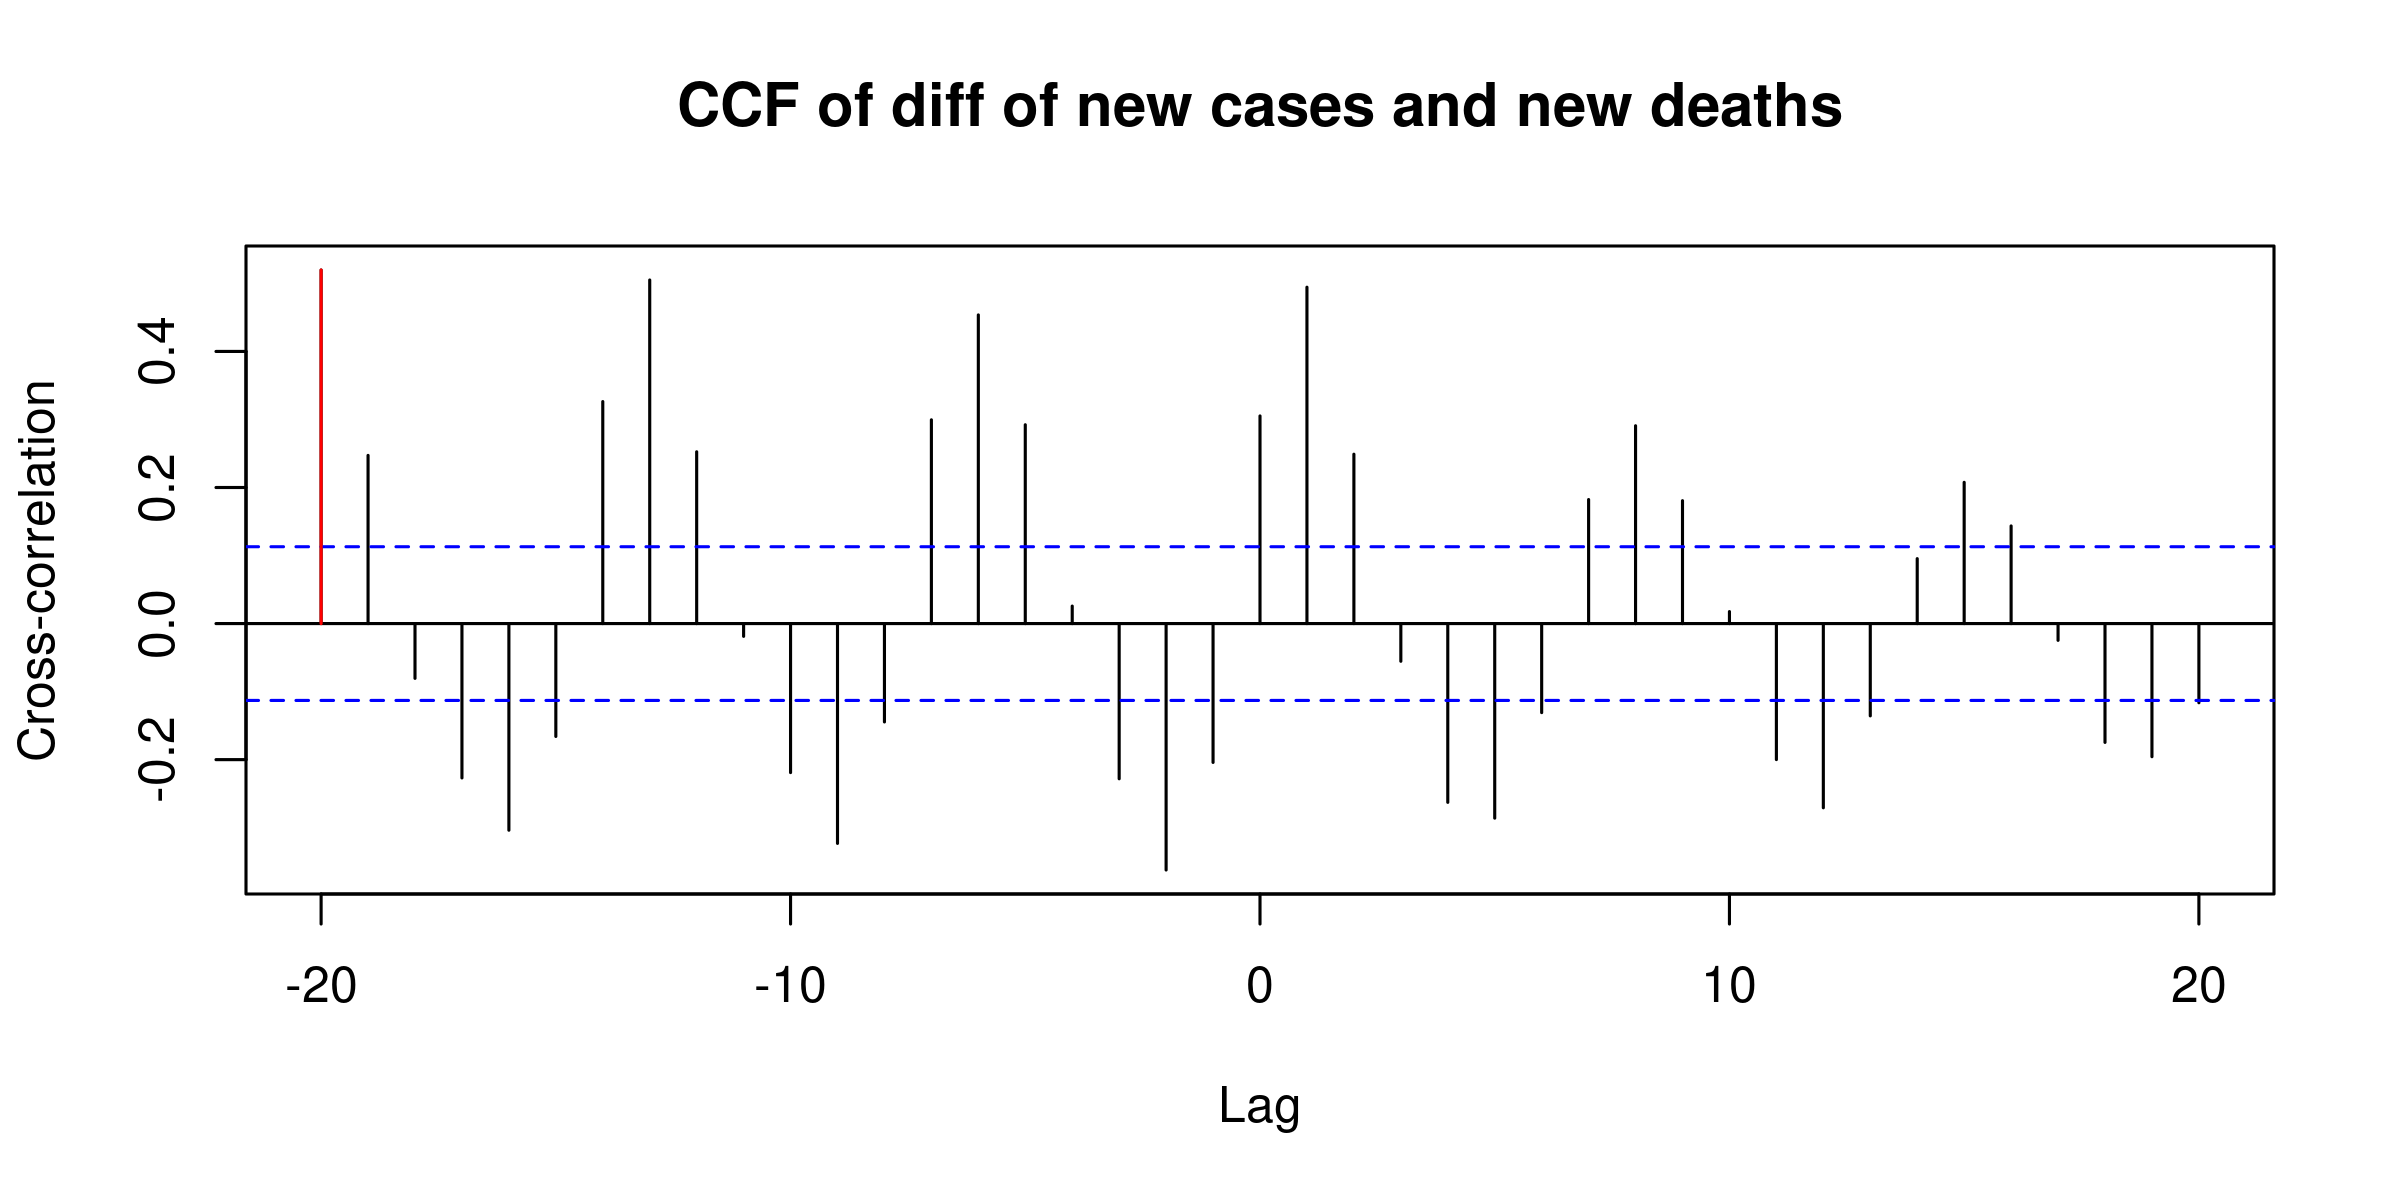 CCF of diff of new cases and new deaths
Cross-correlation
0.4
0.2
0.0
-0.2
-20 -10 0 10 20
Lag